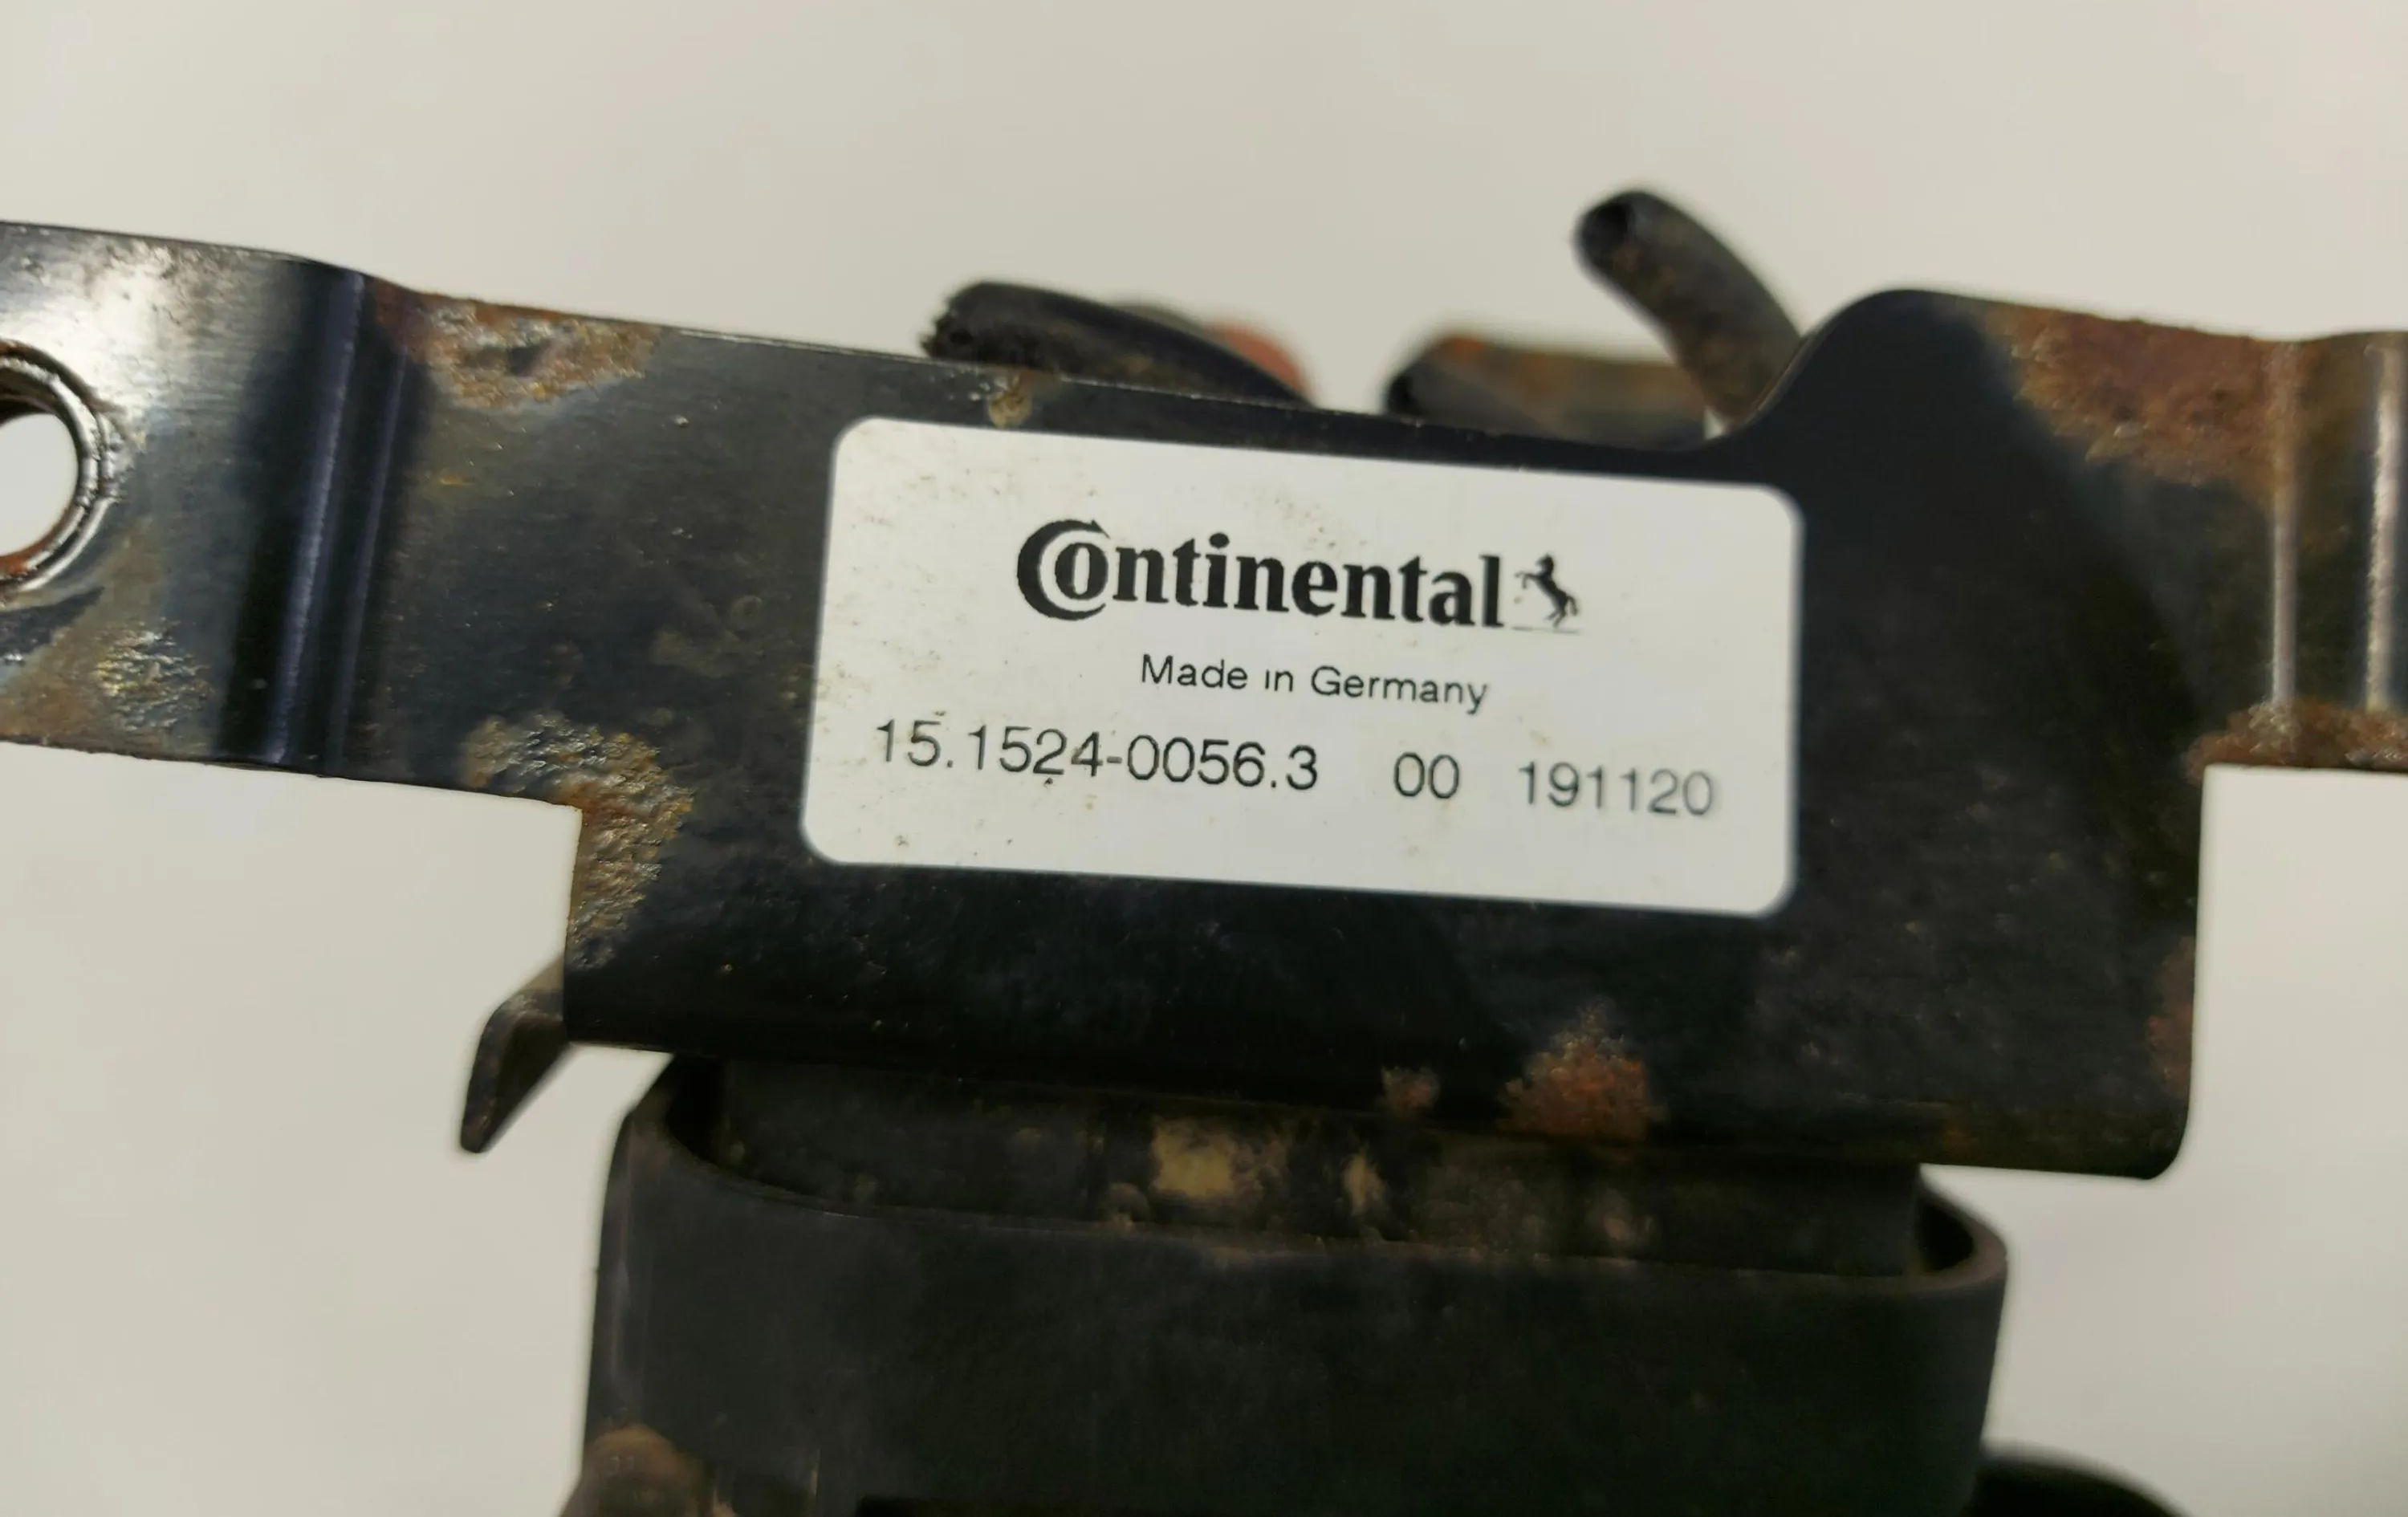 Continental
Made in Germany
15.1524-0056.3 00 191120